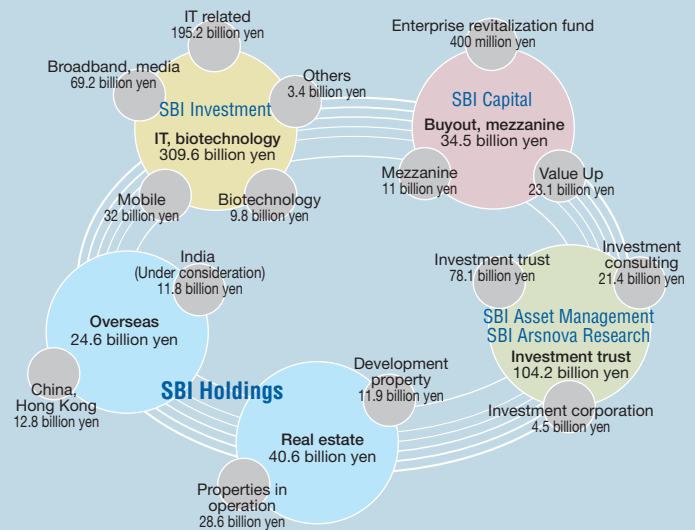 IT related
195.2 billion yen
Broadband, media
69.2 billion yen
Others
3.4 billion yen
SBI Investment
IT, biotechnology
309.6 billion yen
Mobile
32 billion yen
Biotechnology
9.8 billion yen
Enterprise revitalization fund
400 million yen
SBI Capital
Buyout, mezzanine
34.5 billion yen
Mezzanine
11 billion yen
Value Up
23.1 billion yen
India
(Under consideration)
11.8 billion yen
Overseas
24.6 billion yen
China,
Hong Kong
12.8 billion yen
SBI Holdings
Investment trust
78.1 billion yen
Investment
consulting
21.4 billion yen
SBI Asset Management
SBI Arsnova Research
Investment trust
104.2 billion yen
Investment corporation
4.5 billion yen
Development
property
11.9 billion yen
Real estate
40.6 billion yen
Properties in
operation
28.6 billion yen